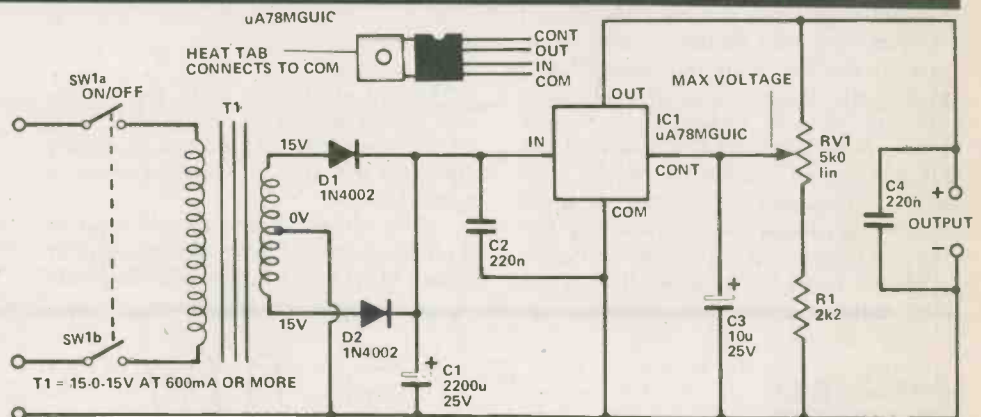 uA78MGUIC
HEAT TAB
CONNECTS TO COM
CONT
OUT
IN
COM
SW1a
ON/OFF
T1
15V
D1
1N4002
0V
15V
D2
1N4002
SW1b
T1 = 15-0-15V AT 600mA OR MORE
C1
2200u
25V
C2
220n
IN
OUT
IC1
uA78MGUIC
CONT
COM
MAX VOLTAGE
RV1
5k0
lin
C3
10u
25V
R1
2k2
C4
220n
+
OUTPUT
−
+
+